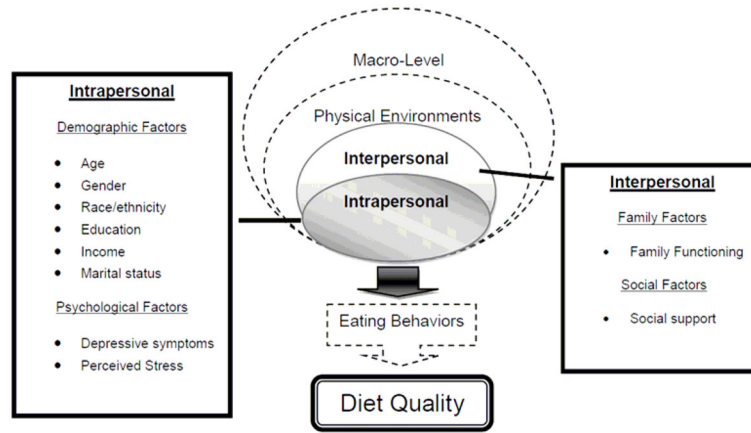 Intrapersonal
Demographic Factors
● Age
● Gender
● Race/ethnicity
● Education
● Income
● Marital status
Psychological Factors
● Depressive symptoms
● Perceived Stress
Macro-Level
Physical Environments
Interpersonal
Intrapersonal
Eating Behaviors
Diet Quality
Interpersonal
Family Factors
• Family Functioning
Social Factors
• Social support